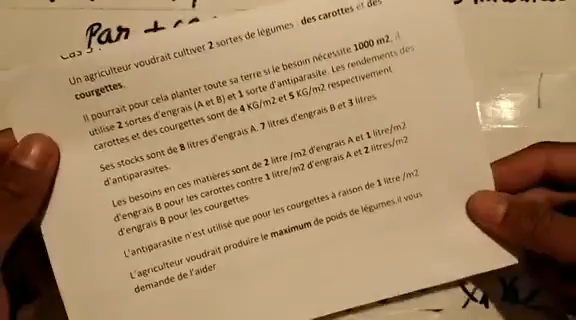 Par +
Cas 3 :
Un agriculteur voudrait cultiver 2 sortes de légumes : des carottes et des
courgettes.
Il pourrait pour cela planter toute sa terre si le besoin nécessite 1000 m2, il
utilise 2 sortes d'engrais (A et B) et 1 sorte d'antiparasite. Les rendements des
carottes et des courgettes sont de 4 KG/m2 et 5 KG/m2 respectivement
Ses stocks sont de 8 litres d'engrais A. 7 litres d'engrais B et 3 litres
d'antiparasites.
Les besoins en ces matières sont de 2 litre /m2 d'engrais A et 1 litre/m2
d'engrais B pour les carottes contre 1 litre/m2 d'engrais A et 2 litres/m2
d'engrais B pour les courgettes
L'antiparasite n'est utilisé que pour les courgettes à raison de 1 litre /m2
L'agriculteur voudrait produire le maximum de poids de légumes,il vous
demande de l'aider